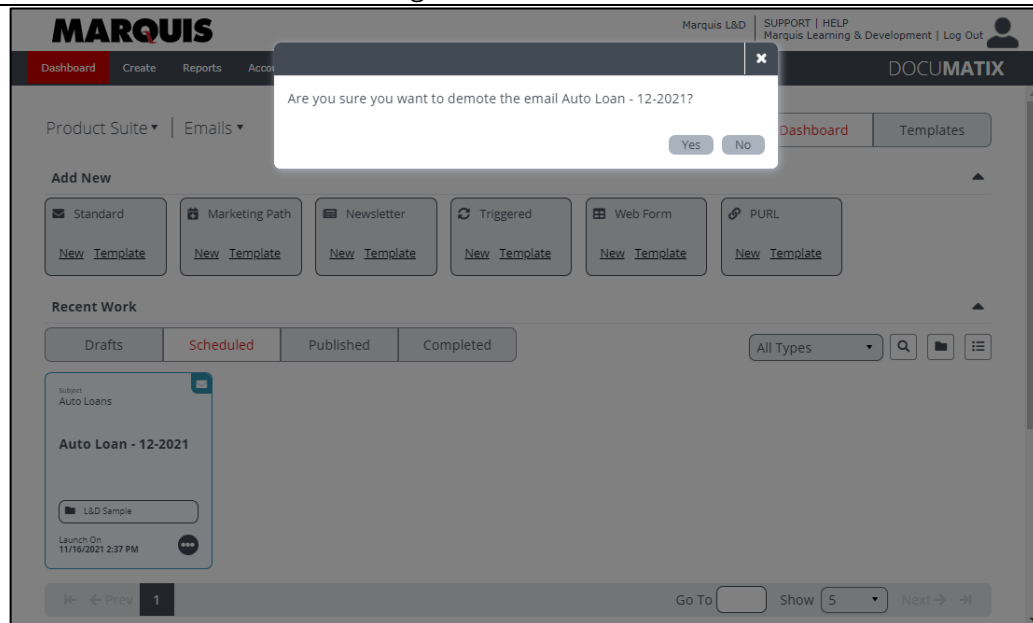 MARQUIS
Marquis L&D
SUPPORT | HELP
Marquis Learning & Development | Log Out
Dashboard Create Reports
DOCUMATIX
Are you sure you want to demote the email Auto Loan - 12-2021?
Yes No
Product Suite Emails
Dashboard Templates
Add New
Standard Marketing Path Newsletter Triggered Web Form PURL
New Template New Template New Template New Template New Template New Template
Recent Work
Drafts Scheduled Published Completed
All Types
Subject
Auto Loans
Auto Loan - 12-2021
L&D Sample
Launch On
11/16/2021 2:37 PM
Prev 1 Go To Show 5 Next